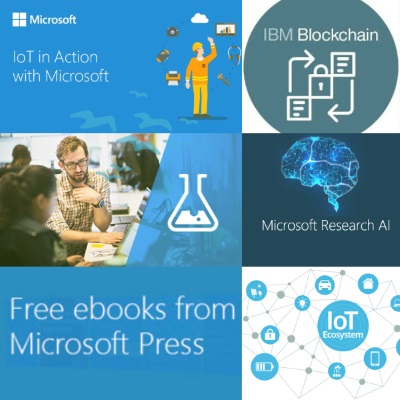 Microsoft
IoT in Action
with Microsoft
IBM Blockchain
Microsoft Research AI
Free ebooks from
Microsoft Press
IoT
Ecosystem